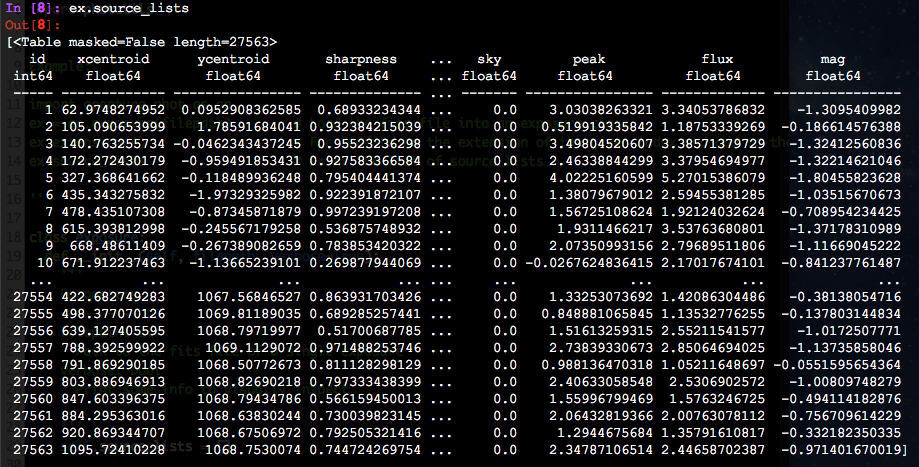 In [8]: ex.source_lists
Out[8]:
[<Table masked=False length=27563>
id xcentroid ycentroid sharpness ... sky peak flux mag
int64 float64 float64 float64 ... float64 float64 float64 float64
----- ------------- ---------------- -------------- ... ------- ---------------- ------------- ----------------
1 62.9748274952 0.0952908362585 0.68933234344 ... 0.0 3.03038263321 3.34053786832 -1.3095409982
2 105.090653999 1.78591684041 0.932384215039 ... 0.0 0.519919335842 1.18753339269 -0.186614576388
3 140.763255734 -0.0462343437245 0.95523236298 ... 0.0 3.49804520607 3.38571379729 -1.32412560836
4 172.272430179 -0.959491853431 0.927583366584 ... 0.0 2.46338844299 3.37954694977 -1.32214621046
5 327.368641662 -0.118489936248 0.795404441374 ... 0.0 4.02225160599 5.27015386079 -1.80455823628
6 435.343275832 -1.97329325982 0.922391872107 ... 0.0 1.38079679012 2.59455381285 -1.03515670673
7 478.435107308 -0.87345871879 0.997239197208 ... 0.0 1.56725108624 1.92124032624 -0.708954234425
8 615.393812998 -0.245567179258 0.536875748932 ... 0.0 1.9311466217 3.53763680801 -1.37178310989
9 668.48611409 -0.267389082659 0.783853420322 ... 0.0 2.07350993156 2.79689511806 -1.11669045222
10 671.912237463 -1.13665239101 0.269877944069 ... 0.0 -0.0267624836415 2.17017674101 -0.841237761487
... ... ... ... ... ... ... ... ...
27554 422.682749283 1067.56846527 0.863931703426 ... 0.0 1.33253073692 1.42086304486 -0.38138054716
27555 498.377070126 1069.81189035 0.689285257441 ... 0.0 0.848881065845 1.13532776255 -0.137803144834
27556 639.127405595 1068.79719977 0.51700687785 ... 0.0 1.51613259315 2.55211541577 -1.0172507771
27557 788.392599922 1069.1129072 0.971488253746 ... 0.0 2.73839330673 2.85064694025 -1.13735858046
27558 791.869290185 1068.50772673 0.811128298129 ... 0.0 0.988136470318 1.05211648697 -0.0551595654346
27559 803.886946913 1068.82690218 0.797333438399 ... 0.0 2.40633058548 2.5306902572 -1.00809748279
27560 847.603396375 1068.79434786 0.566159450013 ... 0.0 1.55996799469 1.5763246725 -0.494114182876
27561 884.295363016 1068.63830244 0.730039823145 ... 0.0 2.06432819366 2.00763078112 -0.756709614229
27562 920.869344707 1068.67506972 0.792505321416 ... 0.0 1.2944675684 1.35791610817 -0.332182350335
27563 1095.72410228 1068.7530074 0.744724269754 ... 0.0 2.34787106514 2.44658702387 -0.971401670019]